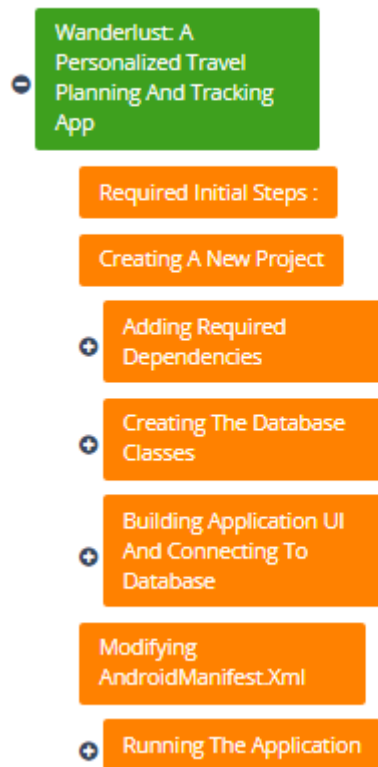 Wanderlust: A
Personalized Travel
Planning And Tracking
App
Required Initial Steps :
Creating A New Project
Adding Required
Dependencies
Creating The Database
Classes
Building Application UI
And Connecting To
Database
Modifying
AndroidManifest.Xml
Running The Application